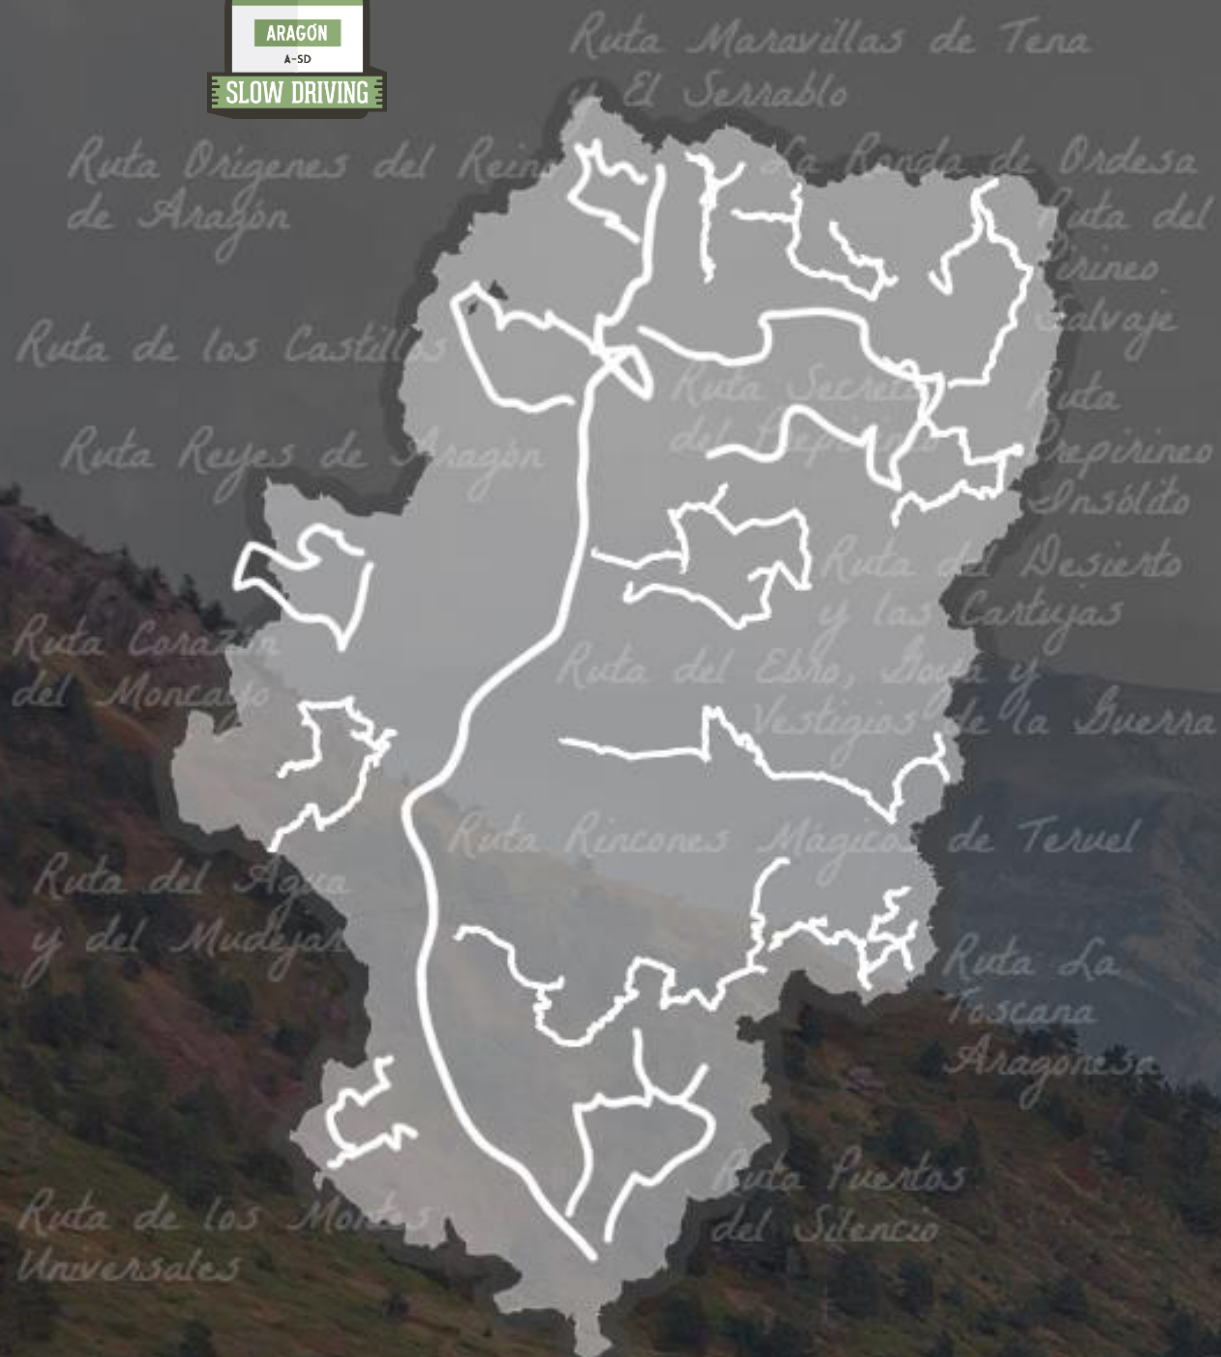 ARAGÓN
A-SD
SLOW DRIVING
Ruta Maravillas de Tena
y El Serrablo
Ruta Orígenes del Reino
de Aragón
La Ronda de Ordesa
Ruta del
Pirineo
Salvaje
Ruta de los Castillos
Ruta Secreta
del Prepirineo
Ruta
Prepirineo
Insólito
Ruta Reyes de Aragón
Ruta del Desierto
y las Cartujas
Ruta Corazón
del Moncayo
Ruta del Ebro, Goya y
Vestigios de la Guerra
Ruta Rincones Mágicos de Teruel
Ruta del Agua
y del Mudéjar
Ruta La
Toscana
Aragonesa
Ruta Puertos
del Silencio
Ruta de los Montes
Universales